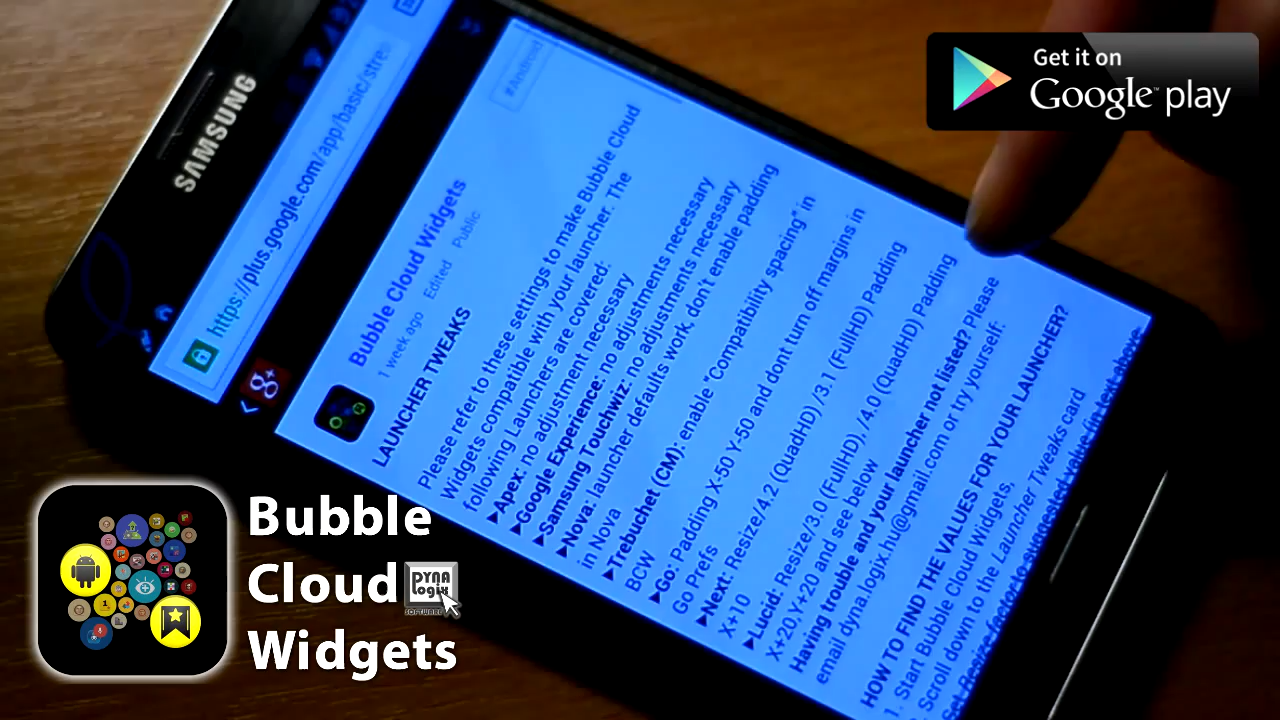 SAMSUNG
https://plus.google.com/app/basic/stre
g+
#Android
Bubble Cloud Widgets
1 week ago Edited Public
LAUNCHER TWEAKS
Please refer to these settings to make Bubble Cloud
Widgets compatible with your launcher. The
following Launchers are covered:
►Apex: no adjustment necessary
►Google Experience: no adjustments necessary
►Samsung Touchwiz: no adjustments necessary
►Nova: launcher defaults work, don't enable padding
in Nova
►Trebuchet (CM): enable "Compatibility spacing" in
BCW
►Go: Padding X-50 Y-50 and dont turn off margins in
Go Prefs
►Next: Resize/4.2 (QuadHD) /3.1 (FullHD) Padding
X+10
►Lucid: Resize/3.0 (FullHD), /4.0 (QuadHD) Padding
X+20,Y+20 and see below
Having trouble and your launcher not listed? Please
email dyna.logix.hu@gmail.com or try yourself:
HOW TO FIND THE VALUES FOR YOUR LAUNCHER?
1. Start Bubble Cloud Widgets,
Scroll down to the Launcher Tweaks card
Get it on
Google play
Bubble
Cloud
Widgets
DYNA
Logix
SOFTWARE